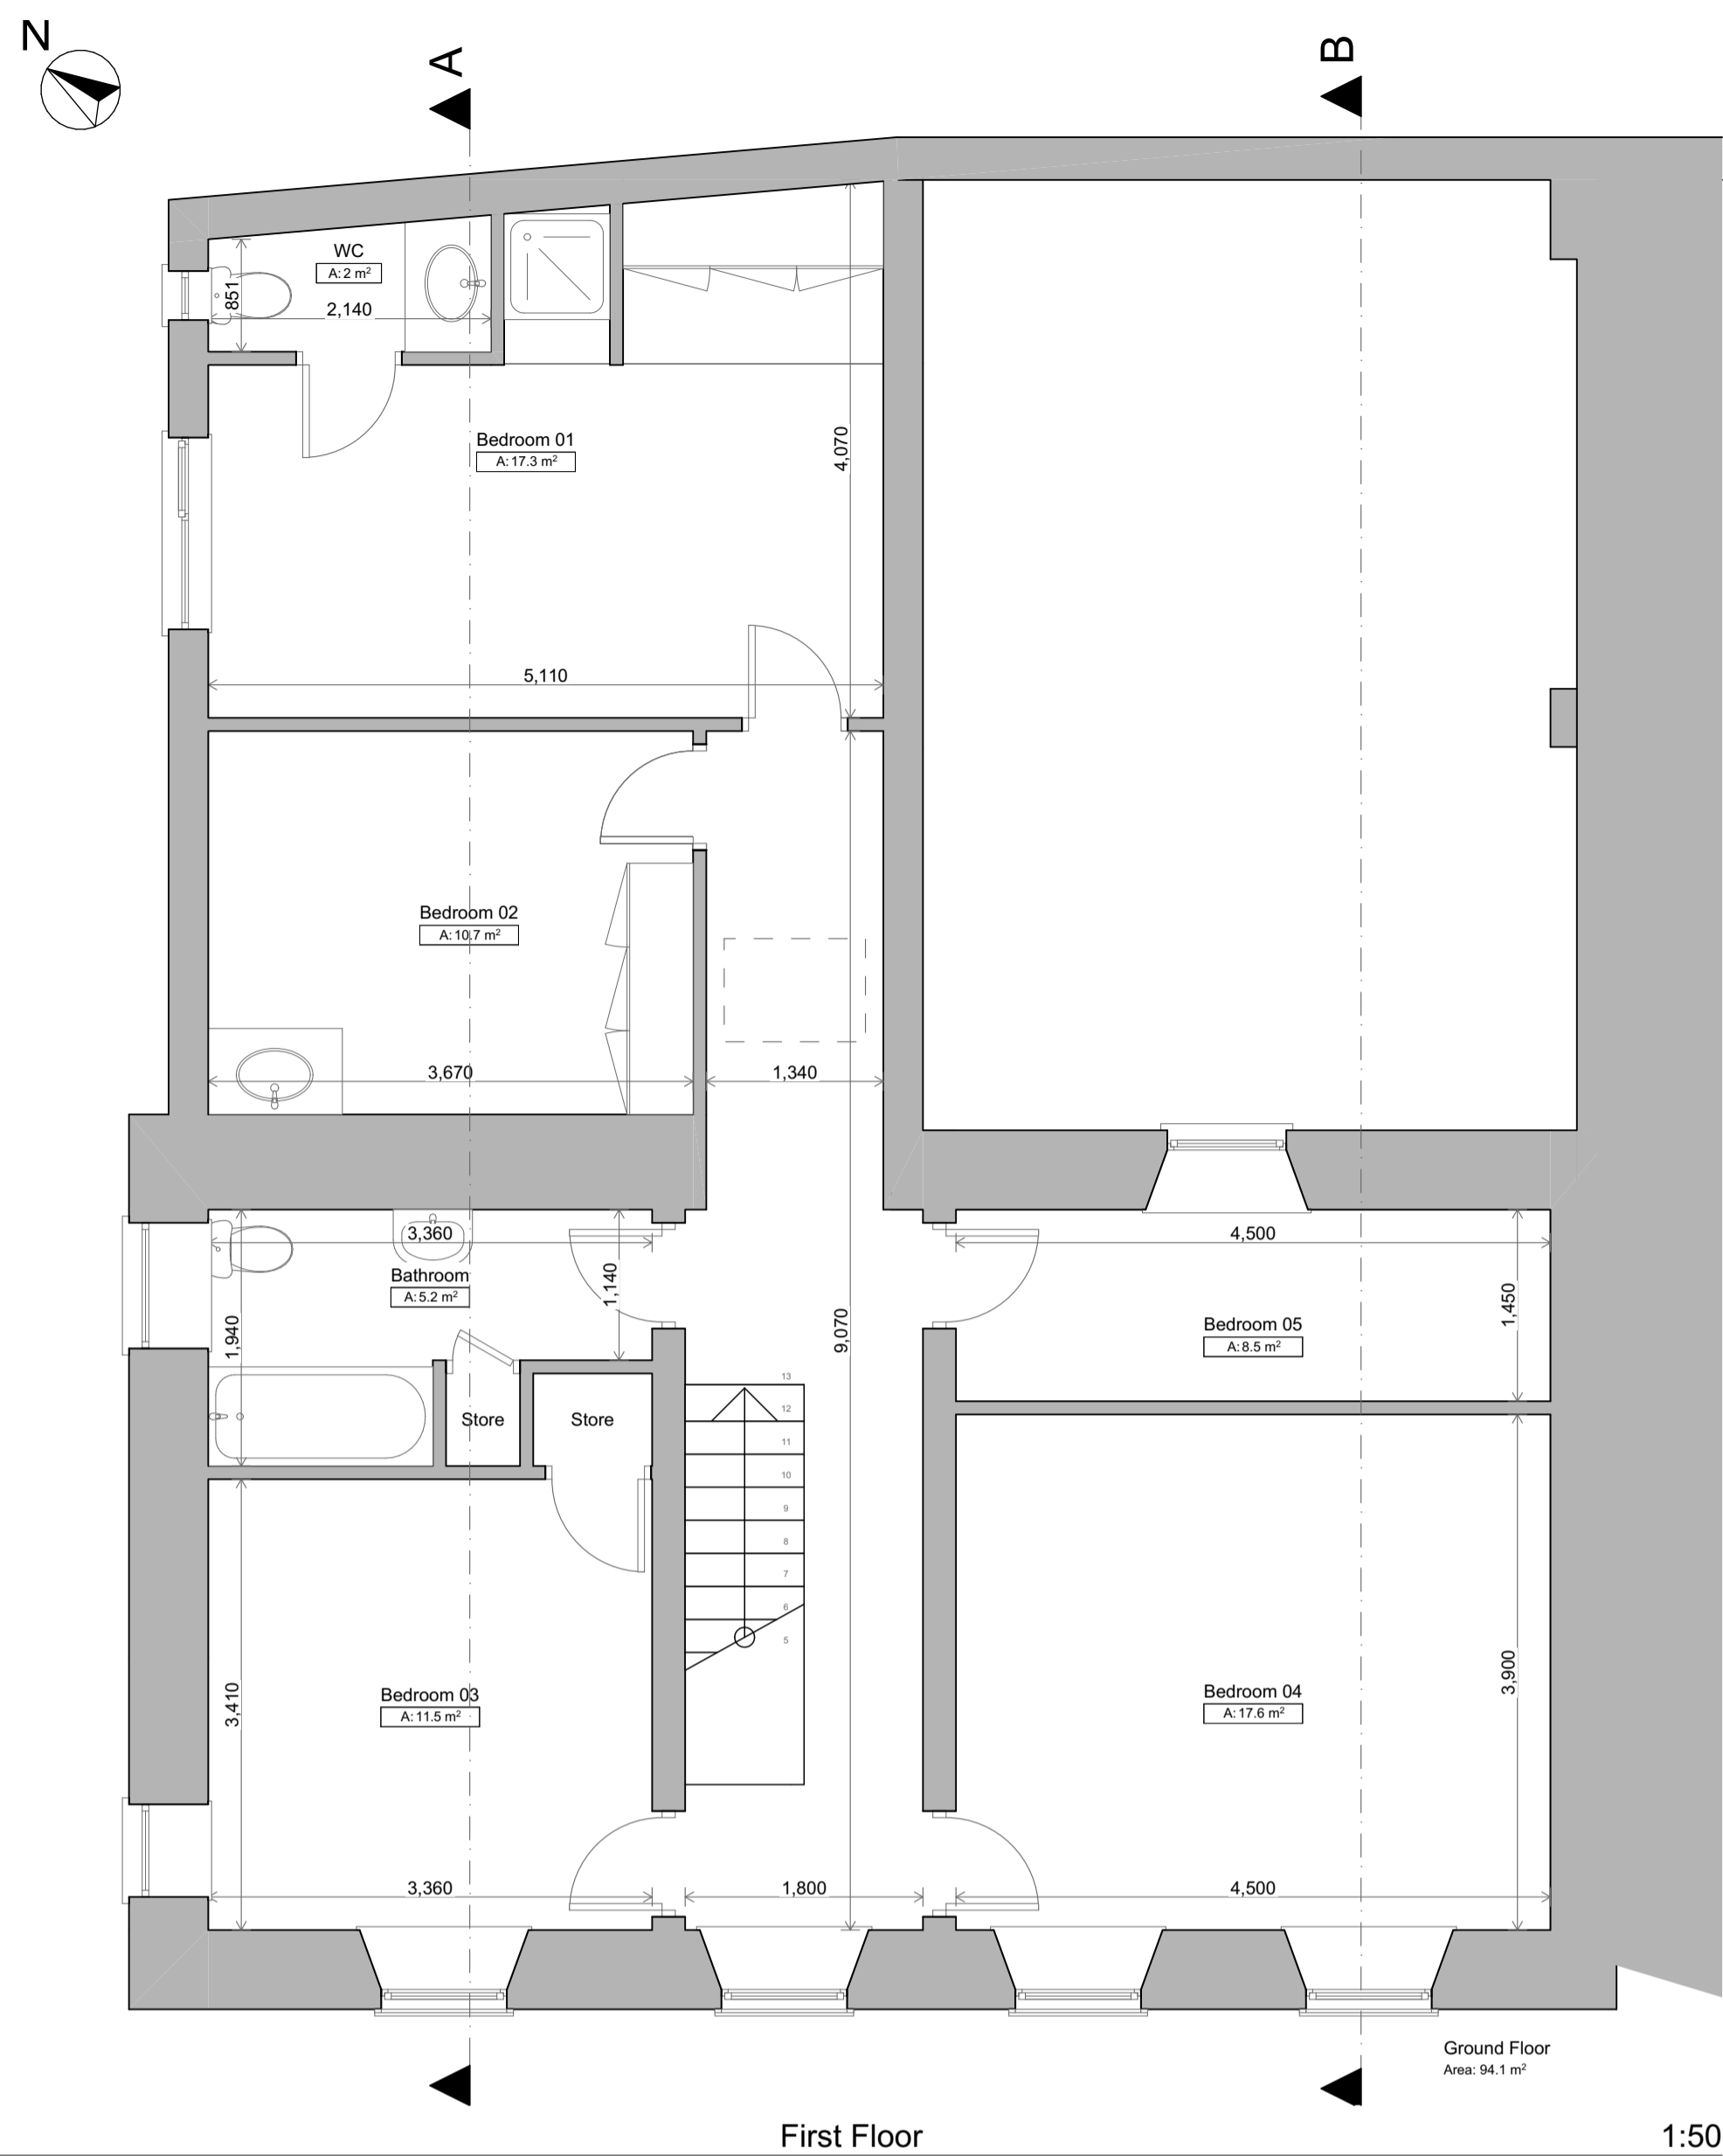 N
A
B
WC
A: 2 m²
851
2,140
Bedroom 01
A: 17.3 m²
4,070
5,110
Bedroom 02
A: 10.7 m²
3,670
1,340
3,360
4,500
Bathroom
A: 5.2 m²
1,140
1,940
9,070
1,450
Bedroom 05
A: 8.5 m²
Store
Store
13
12
11
10
9
8
7
6
5
Bedroom 03
A: 11.5 m²
3,410
Bedroom 04
A: 17.6 m²
3,900
3,360
1,800
4,500
Ground Floor
Area: 94.1 m²
First Floor
1:50